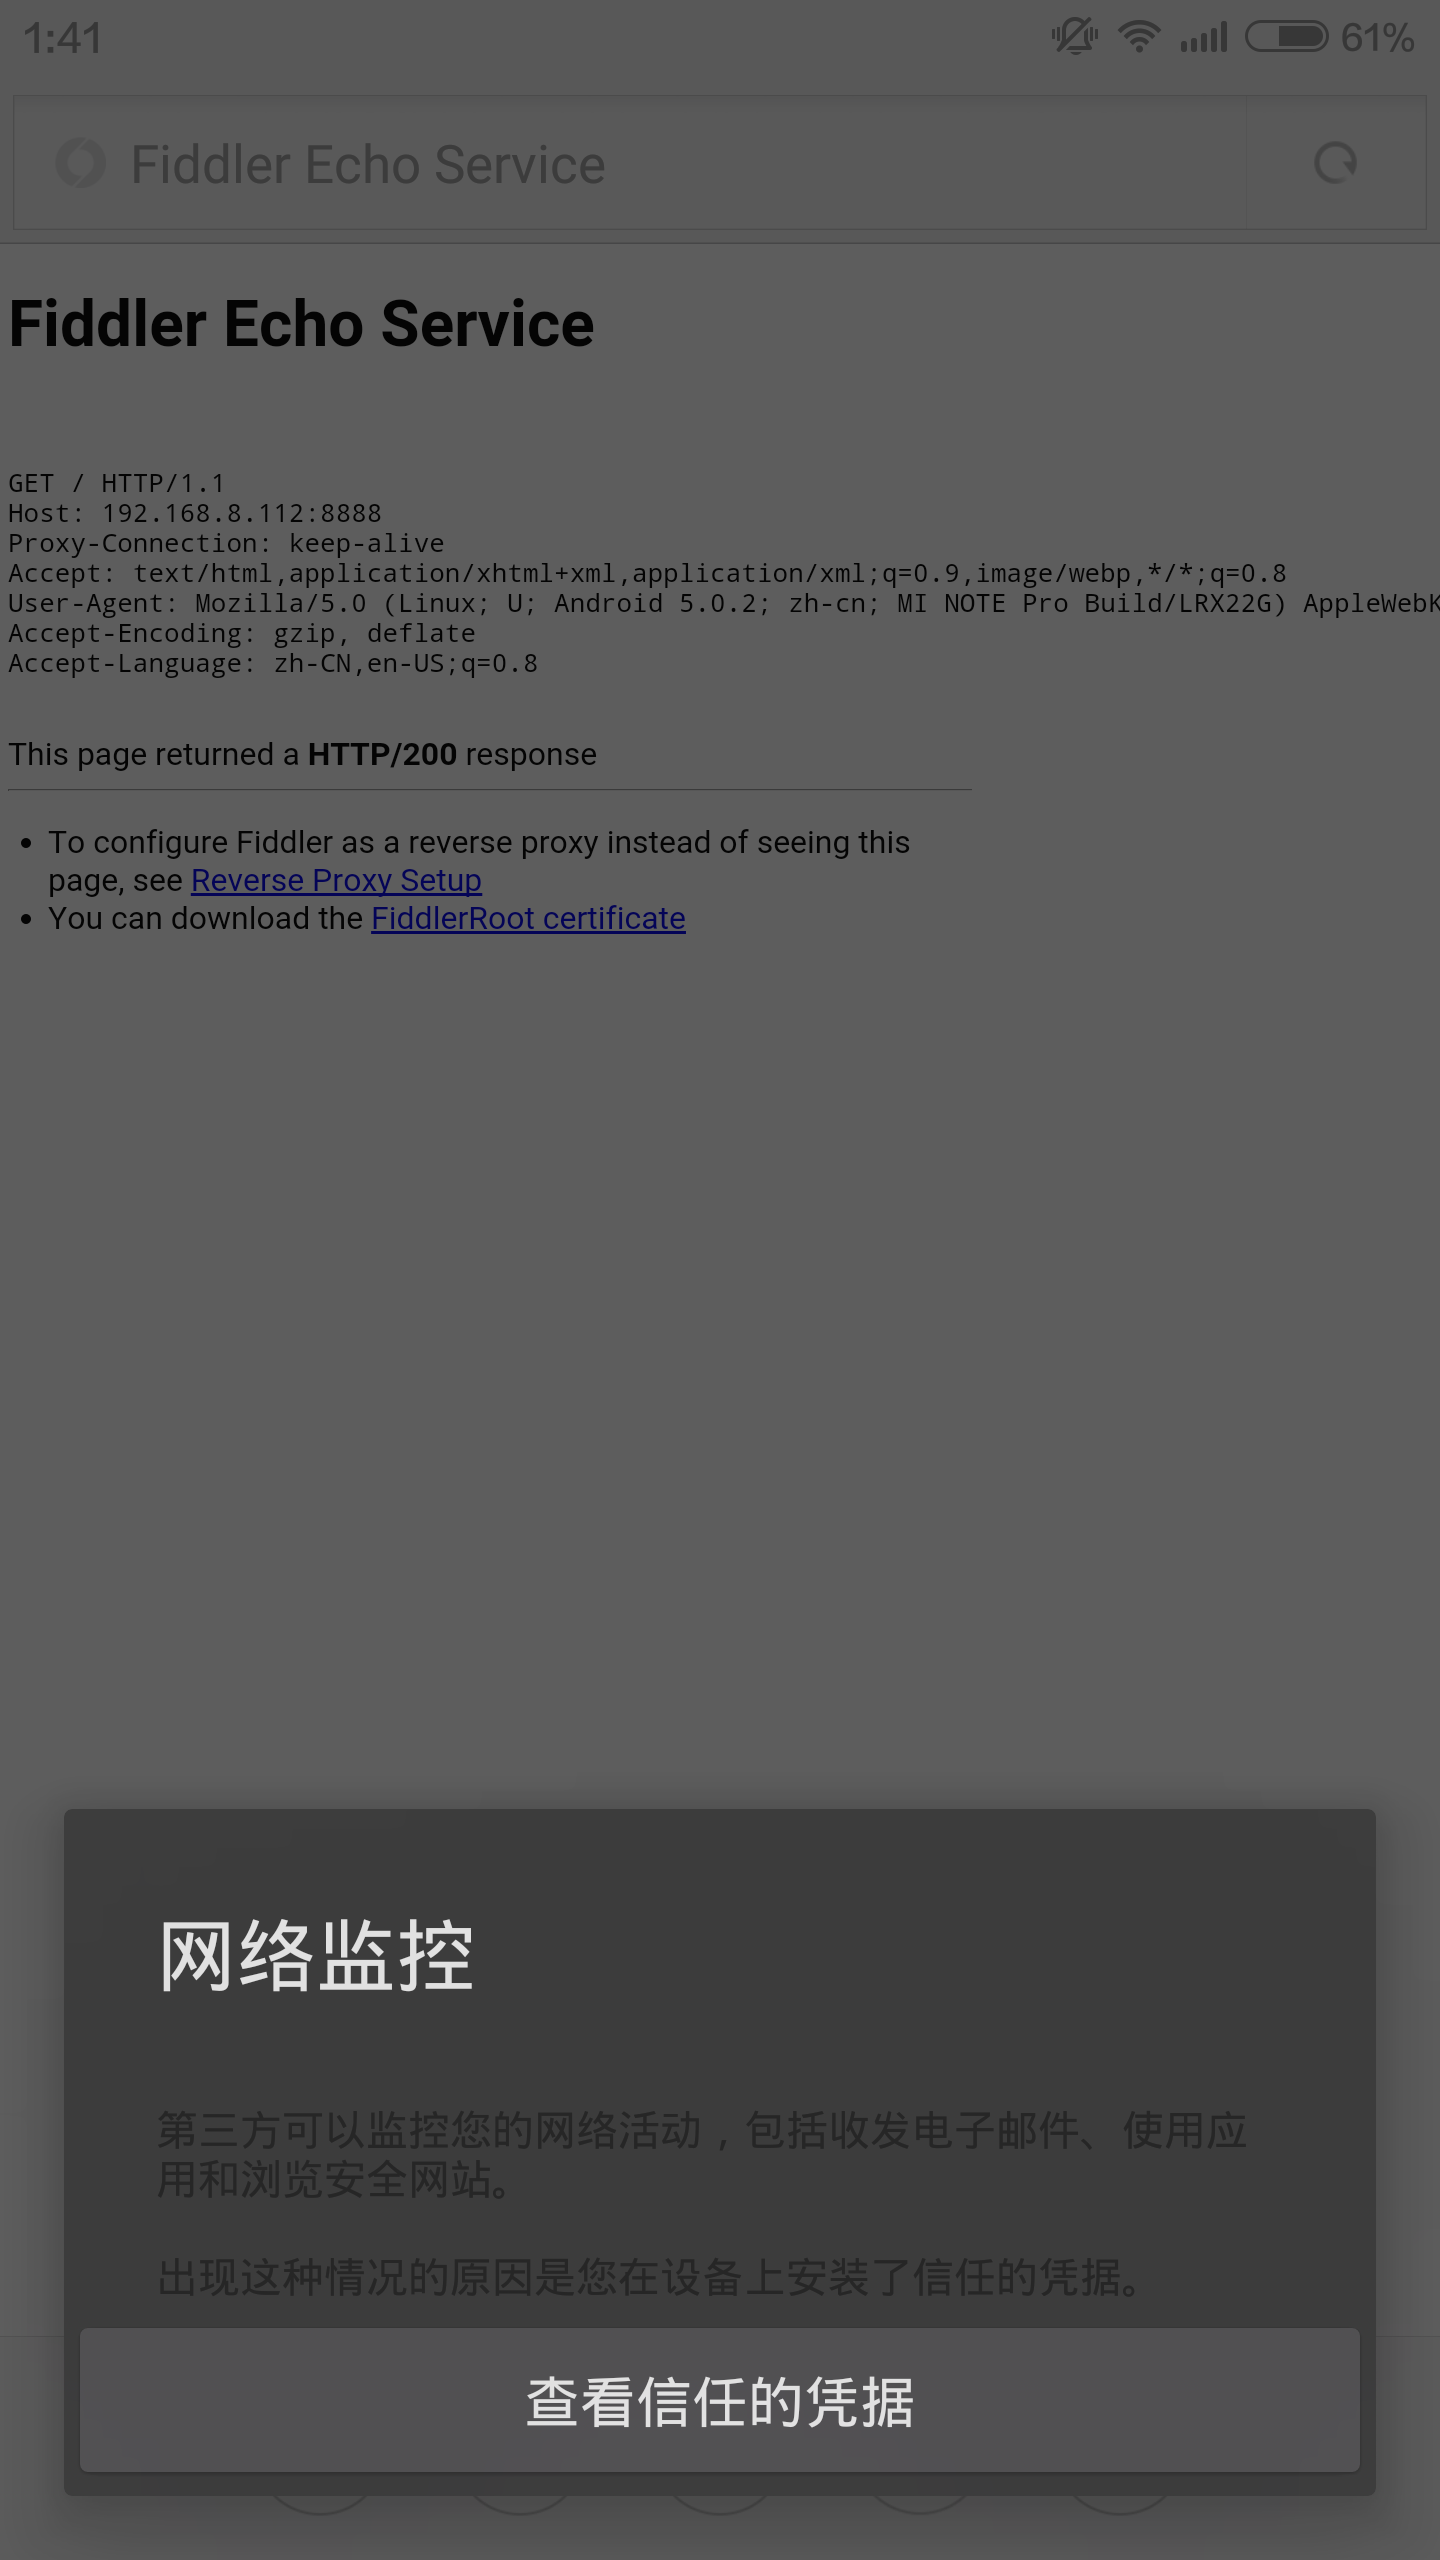 1:41
61%
Fiddler Echo Service
Fiddler Echo Service
GET / HTTP/1.1
Host: 192.168.8.112:8888
Proxy-Connection: keep-alive
Accept: text/html,application/xhtml+xml,application/xml;q=0.9,image/webp,*/*;q=0.8
User-Agent: Mozilla/5.0 (Linux; U; Android 5.0.2; zh-cn; MI NOTE Pro Build/LRX22G) AppleWebK
Accept-Encoding: gzip, deflate
Accept-Language: zh-CN,en-US;q=0.8
This page returned a HTTP/200 response
• To configure Fiddler as a reverse proxy instead of seeing this
page, see Reverse Proxy Setup
• You can download the FiddlerRoot certificate
网络监控
第三方可以监控您的网络活动，包括收发电子邮件、使用应
用和浏览安全网站。
出现这种情况的原因是您在设备上安装了信任的凭据。
查看信任的凭据